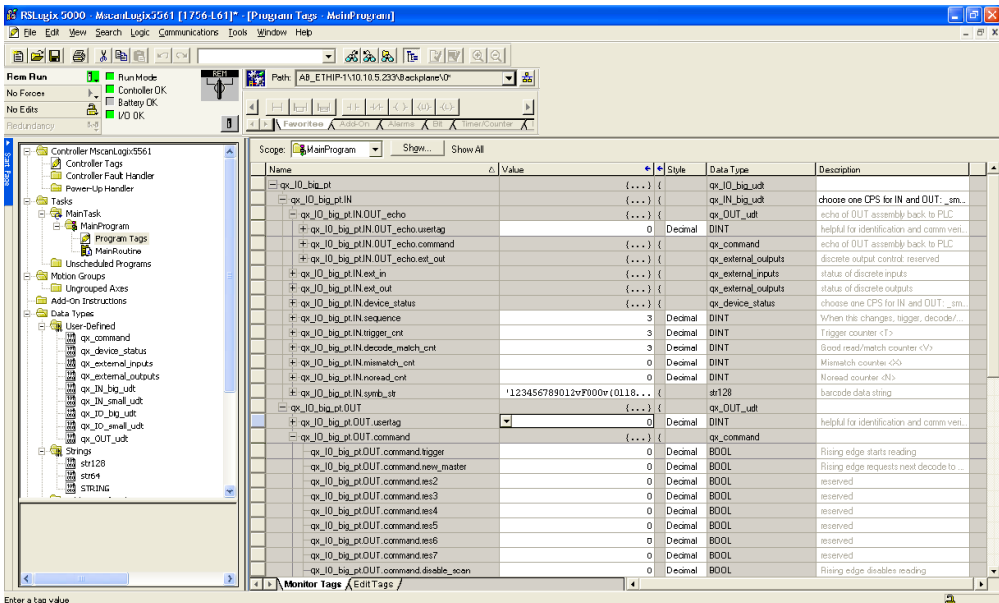 RSLogix 5000 - MscanLogix5561 [1756-L61]* - [Program Tags - MainProgram]
File Edit View Search Logic Communications Tools Window Help
Rem Run
Run Mode
REM
Path: AB_ETHIP-1\10.10.5.233\Backplane\0*
No Forces
Controller OK
Battery OK
No Edits
I/O OK
Redundancy
Favorites Add-On Alarms Bit Timer/Counter
Start Page
Controller MscanLogix5561
Controller Tags
Controller Fault Handler
Power-Up Handler
Tasks
MainTask
MainProgram
Program Tags
MainRoutine
Unscheduled Programs
Motion Groups
Ungrouped Axes
Add-On Instructions
Data Types
User-Defined
qx_command
qx_device_status
qx_external_inputs
qx_external_outputs
qx_IN_big_udt
qx_IN_small_udt
qx_IO_big_udt
qx_IO_small_udt
qx_OUT_udt
Strings
str128
str64
STRING
Scope: MainProgram Show... Show All
Name Value Style Data Type Description
qx_IO_big_pt {...} { qx_IO_big_udt
qx_IO_big_pt.IN {...} { qx_IN_big_udt choose one CPS for IN and OUT: _sm...
qx_IO_big_pt.IN.OUT_echo {...} { qx_OUT_udt echo of OUT assembly back to PLC
qx_IO_big_pt.IN.OUT_echo.usertag 0 Decimal DINT helpful for identification and comm veri...
qx_IO_big_pt.IN.OUT_echo.command {...} { qx_command echo of OUT assembly back to PLC
qx_IO_big_pt.IN.OUT_echo.ext_out {...} { qx_external_outputs discrete output control: reserved
qx_IO_big_pt.IN.ext_in {...} { qx_external_inputs status of discrete inputs
qx_IO_big_pt.IN.ext_out {...} { qx_external_outputs status of discrete outputs
qx_IO_big_pt.IN.device_status {...} { qx_device_status choose one CPS for IN and OUT: _sm...
qx_IO_big_pt.IN.sequence 3 Decimal DINT When this changes, trigger, decode/...
qx_IO_big_pt.IN.trigger_cnt 3 Decimal DINT Trigger counter <T>
qx_IO_big_pt.IN.decode_match_cnt 3 Decimal DINT Good read/match counter <V>
qx_IO_big_pt.IN.mismatch_cnt 0 Decimal DINT Mismatch counter <X>
qx_IO_big_pt.IN.noread_cnt 0 Decimal DINT Noread counter <N>
qx_IO_big_pt.IN.symb_str '123456789012vF000v(0118... { str128 barcode data string
qx_IO_big_pt.OUT {...} { qx_OUT_udt
qx_IO_big_pt.OUT.usertag 0 Decimal DINT helpful for identification and comm veri...
qx_IO_big_pt.OUT.command {...} { qx_command
qx_IO_big_pt.OUT.command.trigger 0 Decimal BOOL Rising edge starts reading
qx_IO_big_pt.OUT.command.new_master 0 Decimal BOOL Rising edge requests next decode to ...
qx_IO_big_pt.OUT.command.res2 0 Decimal BOOL reserved
qx_IO_big_pt.OUT.command.res3 0 Decimal BOOL reserved
qx_IO_big_pt.OUT.command.res4 0 Decimal BOOL reserved
qx_IO_big_pt.OUT.command.res5 0 Decimal BOOL reserved
qx_IO_big_pt.OUT.command.res6 0 Decimal BOOL reserved
qx_IO_big_pt.OUT.command.res7 0 Decimal BOOL reserved
qx_IO_big_pt.OUT.command.disable_scan 0 Decimal BOOL Rising edge disables reading
Monitor Tags Edit Tags
Enter a tag value